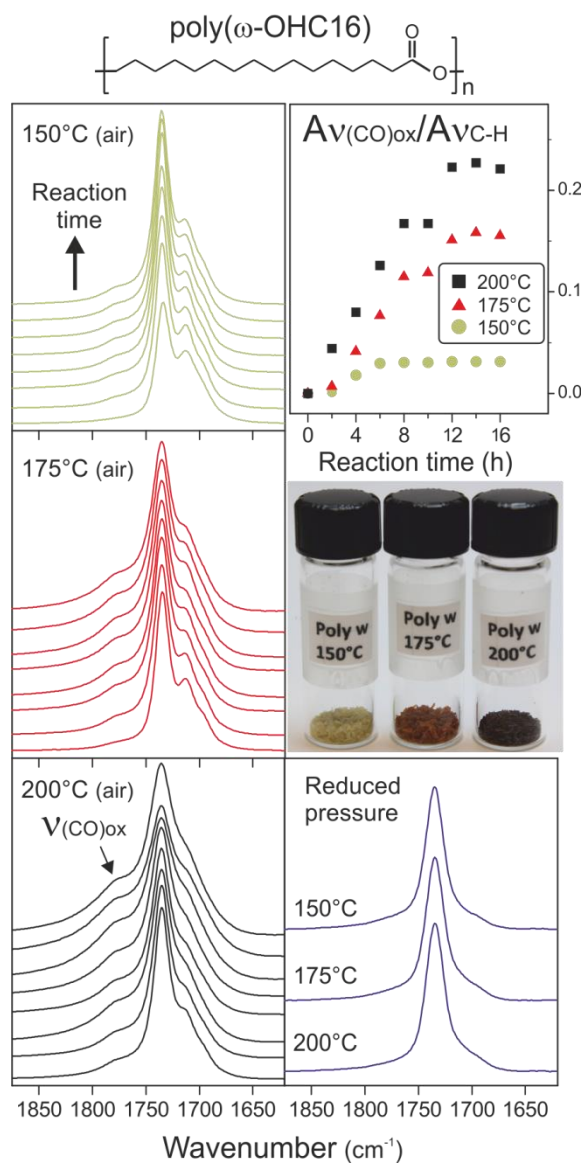 poly(ω-OHC16)
O
O
n
150°C (air)
Reaction
time
Aν(CO)ox/AνC-H
0.2
0.1
0.0
200°C
175°C
150°C
0 4 8 12 16
Reaction time (h)
175°C (air)
Poly w
150°C
Poly w
175°C
Poly w
200°C
200°C (air)
ν(CO)ox
Reduced
pressure
150°C
175°C
200°C
1850 1800 1750 1700 1650
1850 1800 1750 1700 1650
Wavenumber (cm⁻¹)